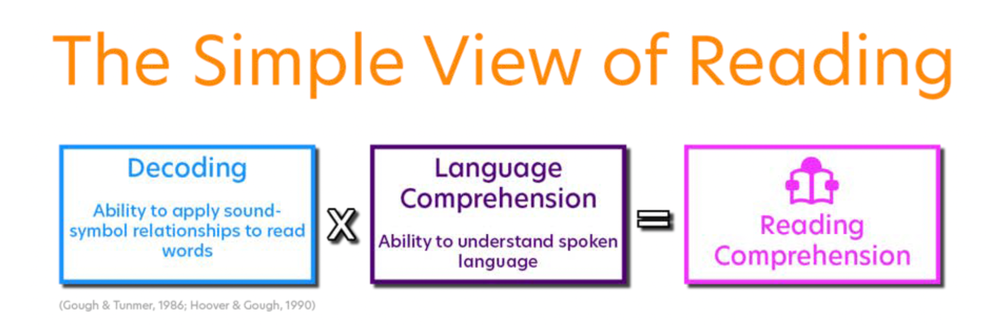 The Simple View of Reading
Decoding
Ability to apply sound-
symbol relationships to read
words
x
Language
Comprehension
Ability to understand spoken
language
=
Reading
Comprehension
(Gough & Tunmer, 1986; Hoover & Gough, 1990)